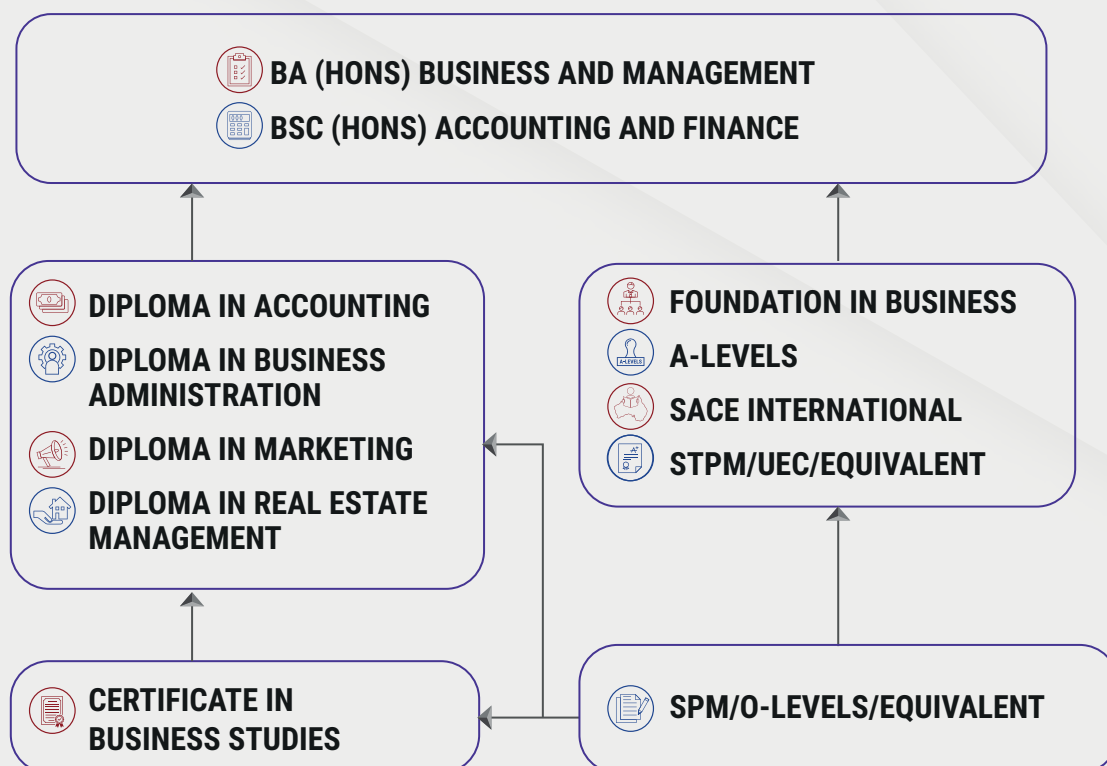 BA (HONS) BUSINESS AND MANAGEMENT
BSC (HONS) ACCOUNTING AND FINANCE
DIPLOMA IN ACCOUNTING
DIPLOMA IN BUSINESS
ADMINISTRATION
DIPLOMA IN MARKETING
DIPLOMA IN REAL ESTATE
MANAGEMENT
FOUNDATION IN BUSINESS
A-LEVELS
A-LEVELS
SACE INTERNATIONAL
STPM/UEC/EQUIVALENT
CERTIFICATE IN
BUSINESS STUDIES
SPM/O-LEVELS/EQUIVALENT